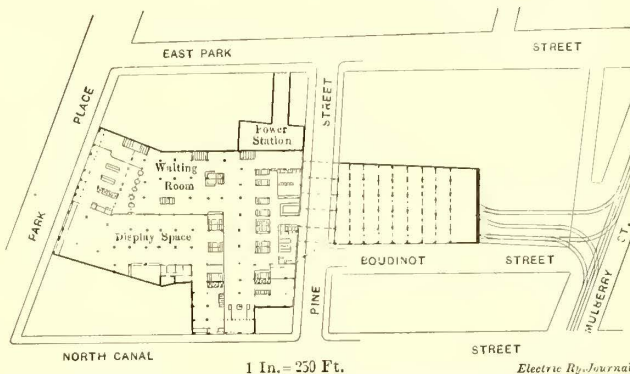 EAST PARK STREET
PLACE
STREET
Power
Station
Waiting
Room
PARK
Display Space
BOUDINOT STREET
MULBERRY ST.
PINE
NORTH CANAL STREET
1 In. = 250 Ft.
Electric Ry. Journal